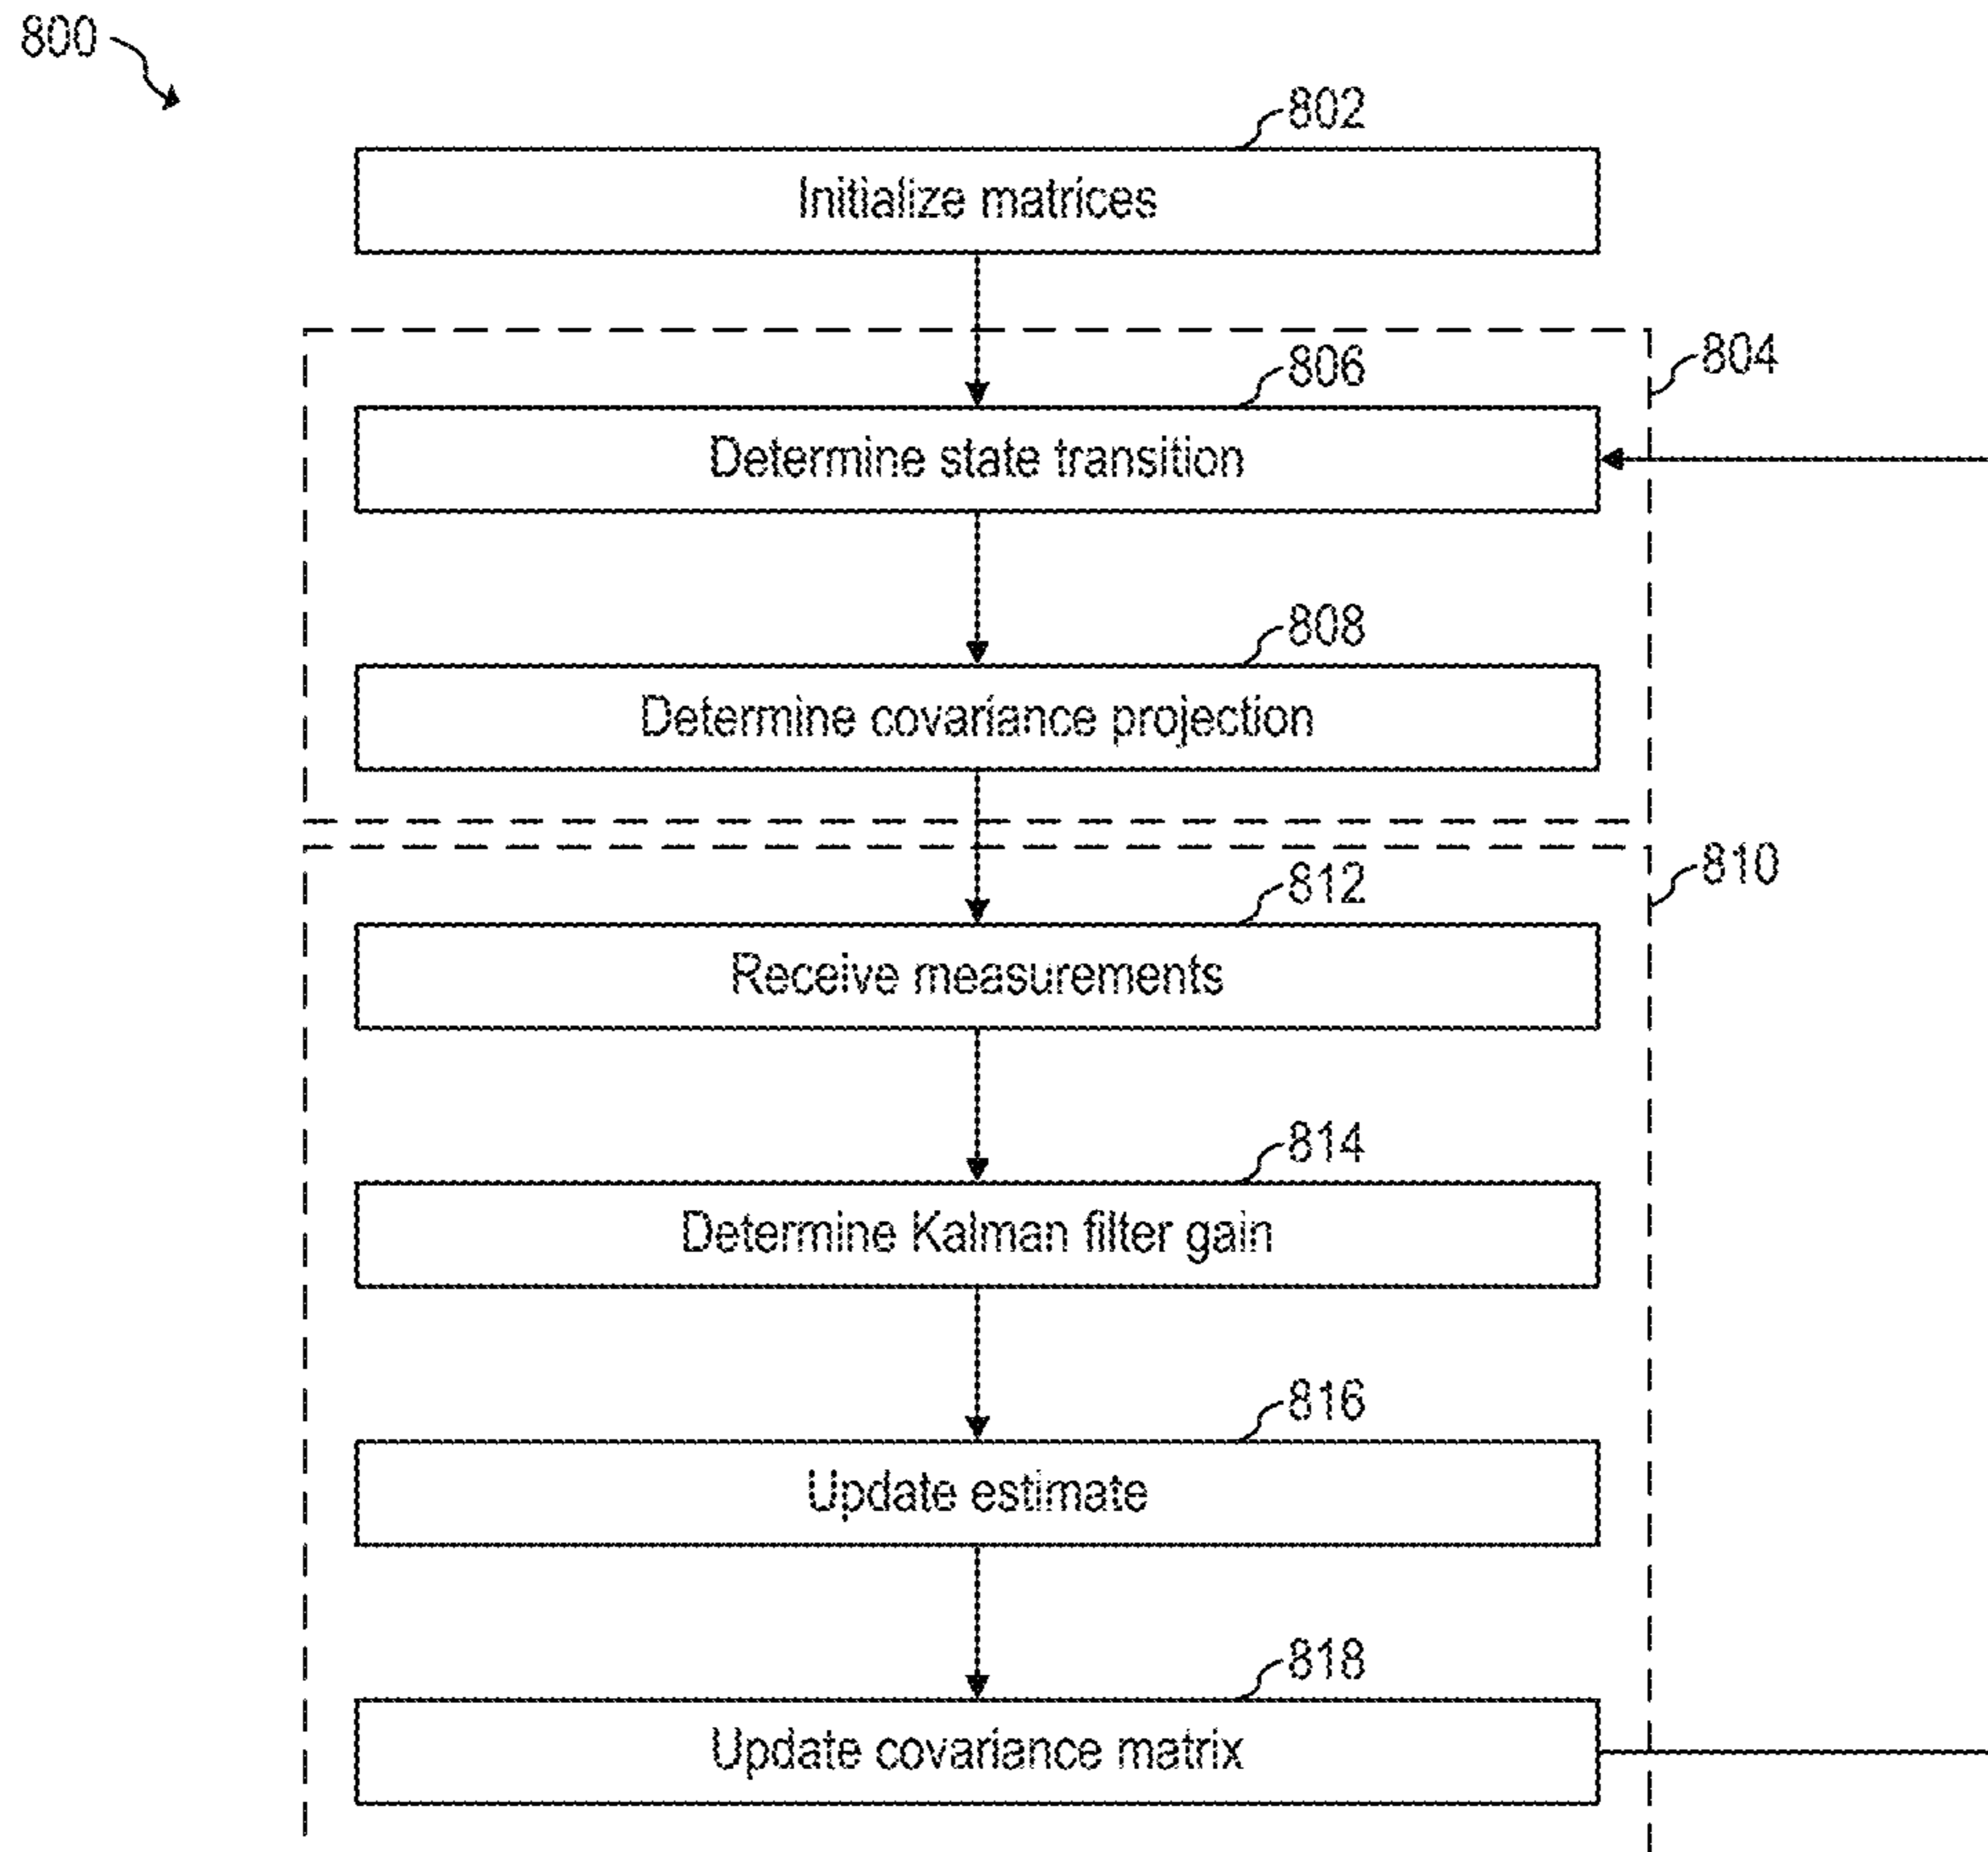 800
802
Initialize matrices
804
806
Determine state transition
808
Determine covariance projection
810
812
Receive measurements
814
Determine Kalman filter gain
816
Update estimate
818
Update covariance matrix